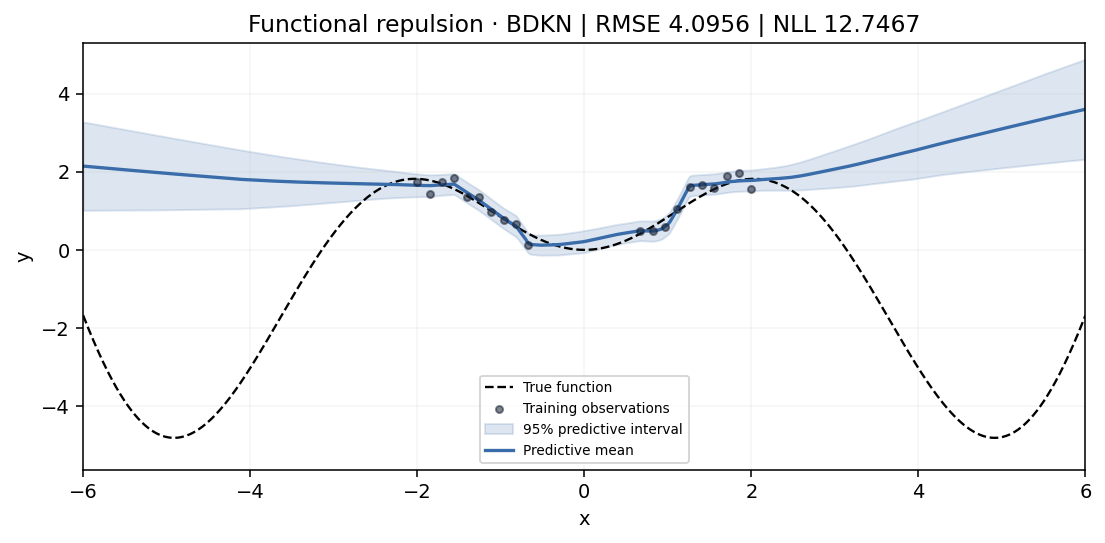 Functional repulsion · BDKN | RMSE 4.0956 | NLL 12.7467
y
4
2
0
−2
−4
True function
Training observations
95% predictive interval
Predictive mean
−6
−4
−2
0
2
4
6
x